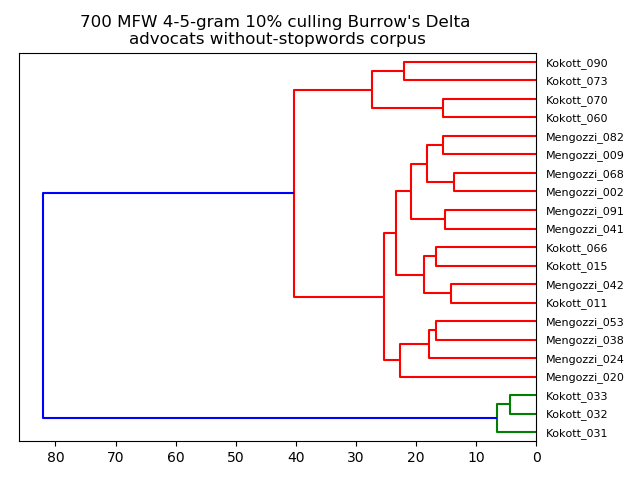 700 MFW 4-5-gram 10% culling Burrow's Delta
advocats without-stopwords corpus
Kokott_090
Kokott_073
Kokott_070
Kokott_060
Mengozzi_082
Mengozzi_009
Mengozzi_068
Mengozzi_002
Mengozzi_091
Mengozzi_041
Kokott_066
Kokott_015
Mengozzi_042
Kokott_011
Mengozzi_053
Mengozzi_038
Mengozzi_024
Mengozzi_020
Kokott_033
Kokott_032
Kokott_031
80 70 60 50 40 30 20 10 0